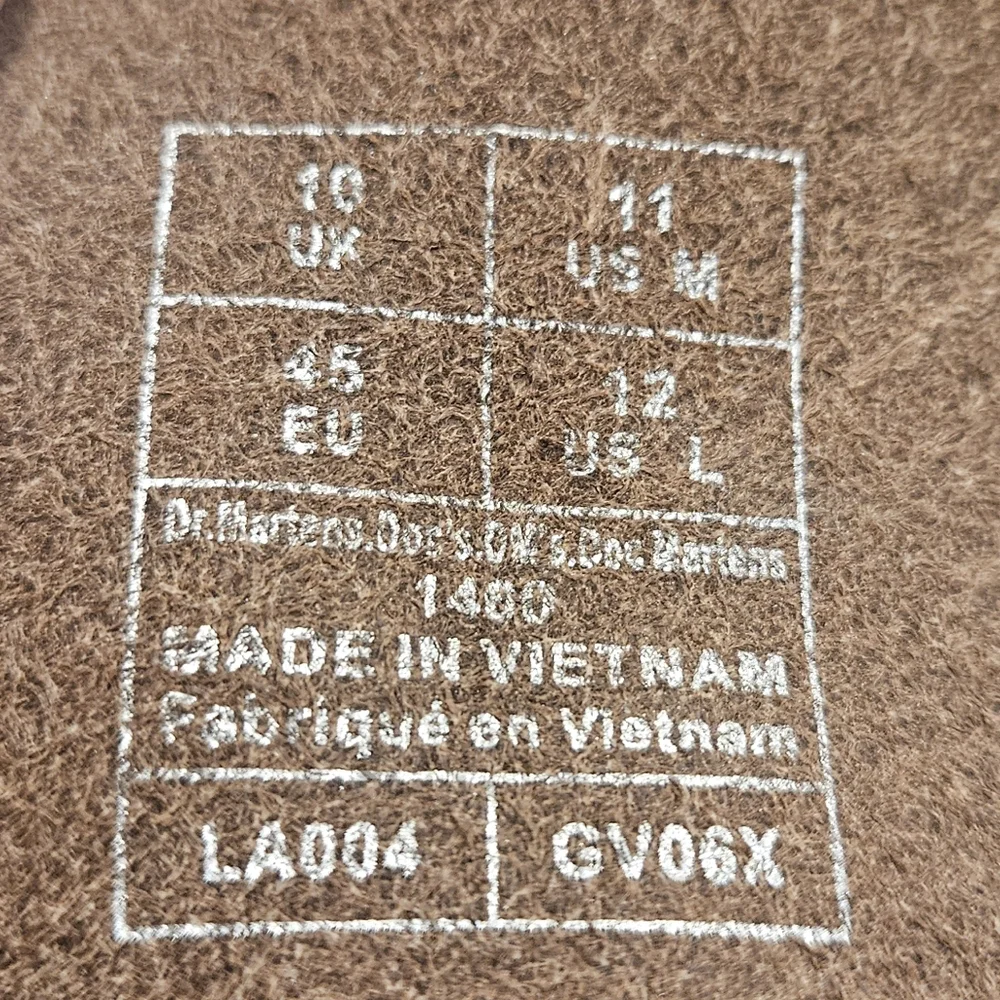 10
UK
11
US M
45
EU
12
US L
Dr.Martens.Doc's.DM's.Doc Martens
1460
MADE IN VIETNAM
Fabriqué en Vietnam
LA004
GV06X